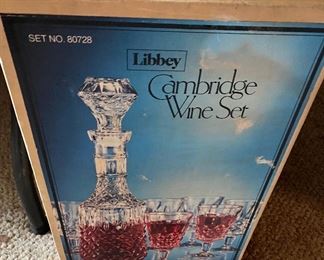 SET NO. 80728
Libbey
Cambridge
Wine Set